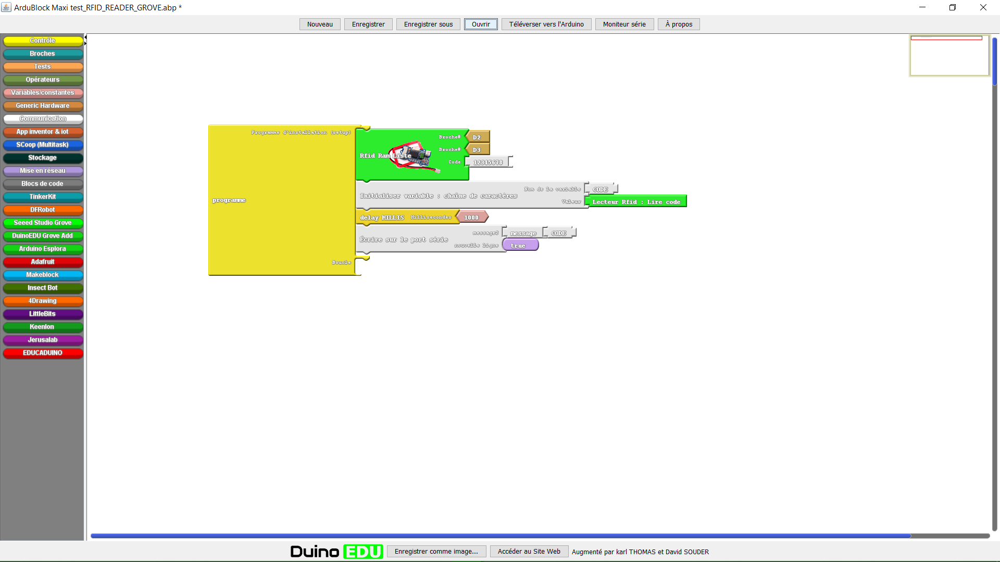 ArduBlock Maxi test_RFID_READER_GROVE.abp *
Nouveau Enregistrer Enregistrer sous Ouvrir Téléverser vers l'Arduino Moniteur série À propos
Contrôle
Broches
Tests
Opérateurs
Variables/constantes
Generic Hardware
Communication
App inventor & iot
SCoop (Multitask)
Stockage
Mise en réseau
Blocs de code
TinkerKit
DFRobot
Seeed Studio Grove
DuinoEDU Grove Add
Arduino Esplora
Adafruit
Makeblock
Insect Bot
4Drawing
LittleBits
Keenlon
Jerusalab
EDUCADUINO
programme
Programme d'installation (setup)
Rfid Ram Liste
Broche# D2
Broche# D3
Code 12345678
Initialiser variable : chaîne de caractères
Nom de la variable CODE
Valeur Lecteur Rfid : Lire code
delay MILLIS Millisecondes 1000
Écrire sur le port série
message2 message CODE
nouvelle ligne true
Boucle
Duino EDU Enregistrer comme image... Accéder au Site Web Augmenté par karl THOMAS et David SOUDER